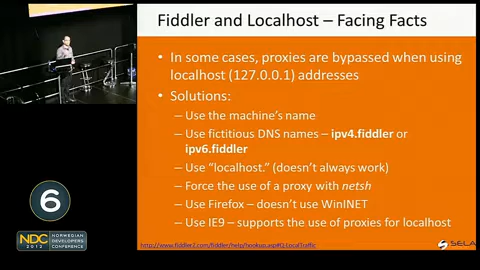 Fiddler and Localhost – Facing Facts
• In some cases, proxies are bypassed when using
localhost (127.0.0.1) addresses
• Solutions:
– Use the machine's name
– Use fictitious DNS names – ipv4.fiddler or
ipv6.fiddler
– Use "localhost." (doesn't always work)
– Force the use of a proxy with netsh
– Use Firefox – doesn't use WinINET
– Use IE9 – supports the use of proxies for localhost
http://www.fiddler2.com/fiddler/help/hookup.asp#Q-LocalTraffic
SELA
6
NDC
2012
NORWEGIAN
DEVELOPERS
CONFERENCE